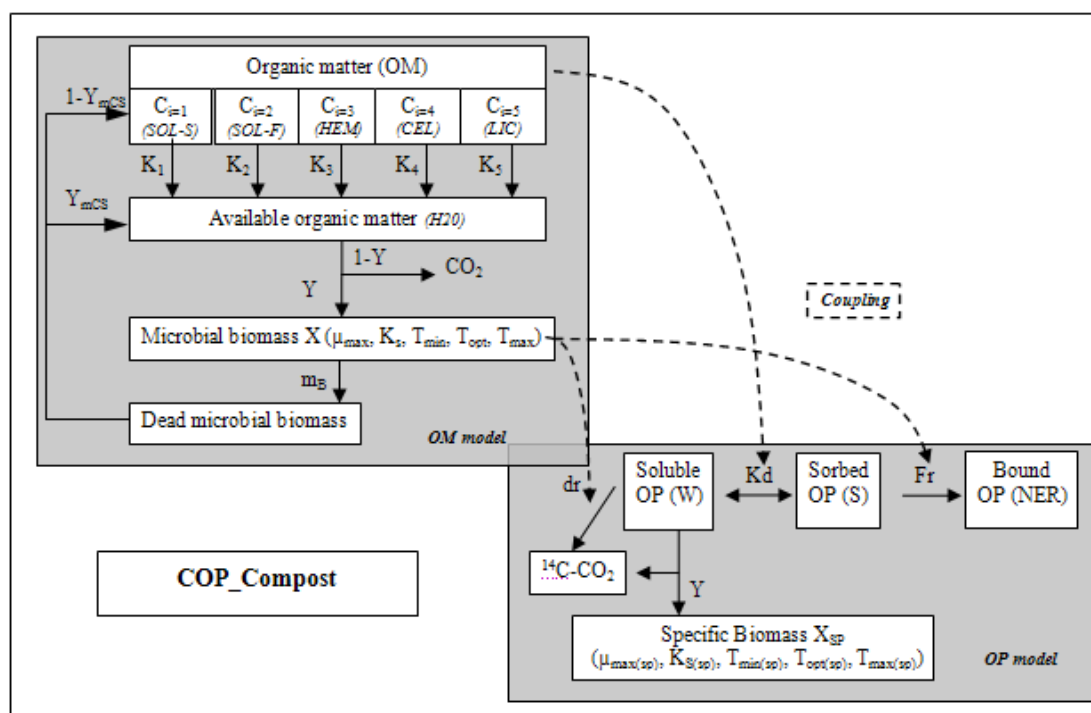 Organic matter (OM)
1-YmCS
Ci=1 Ci=2 Ci=3 Ci=4 Ci=5
(SOL-S) (SOL-F) (HEM) (CEL) (LIC)
K1 K2 K3 K4 K5
YmCS
Available organic matter (H20)
1-Y
CO2
Y
Coupling
Microbial biomass X (μmax, Ks, Tmin, Topt, Tmax)
mB
Dead microbial biomass
OM model
dr
Soluble
OP (W)
Kd
Sorbed
OP (S)
Fr
Bound
OP (NER)
COP_Compost
14C-CO2
Y
Specific Biomass XSP
(μmax(sp), KS(sp), Tmin(sp), Topt(sp), Tmax(sp))
OP model